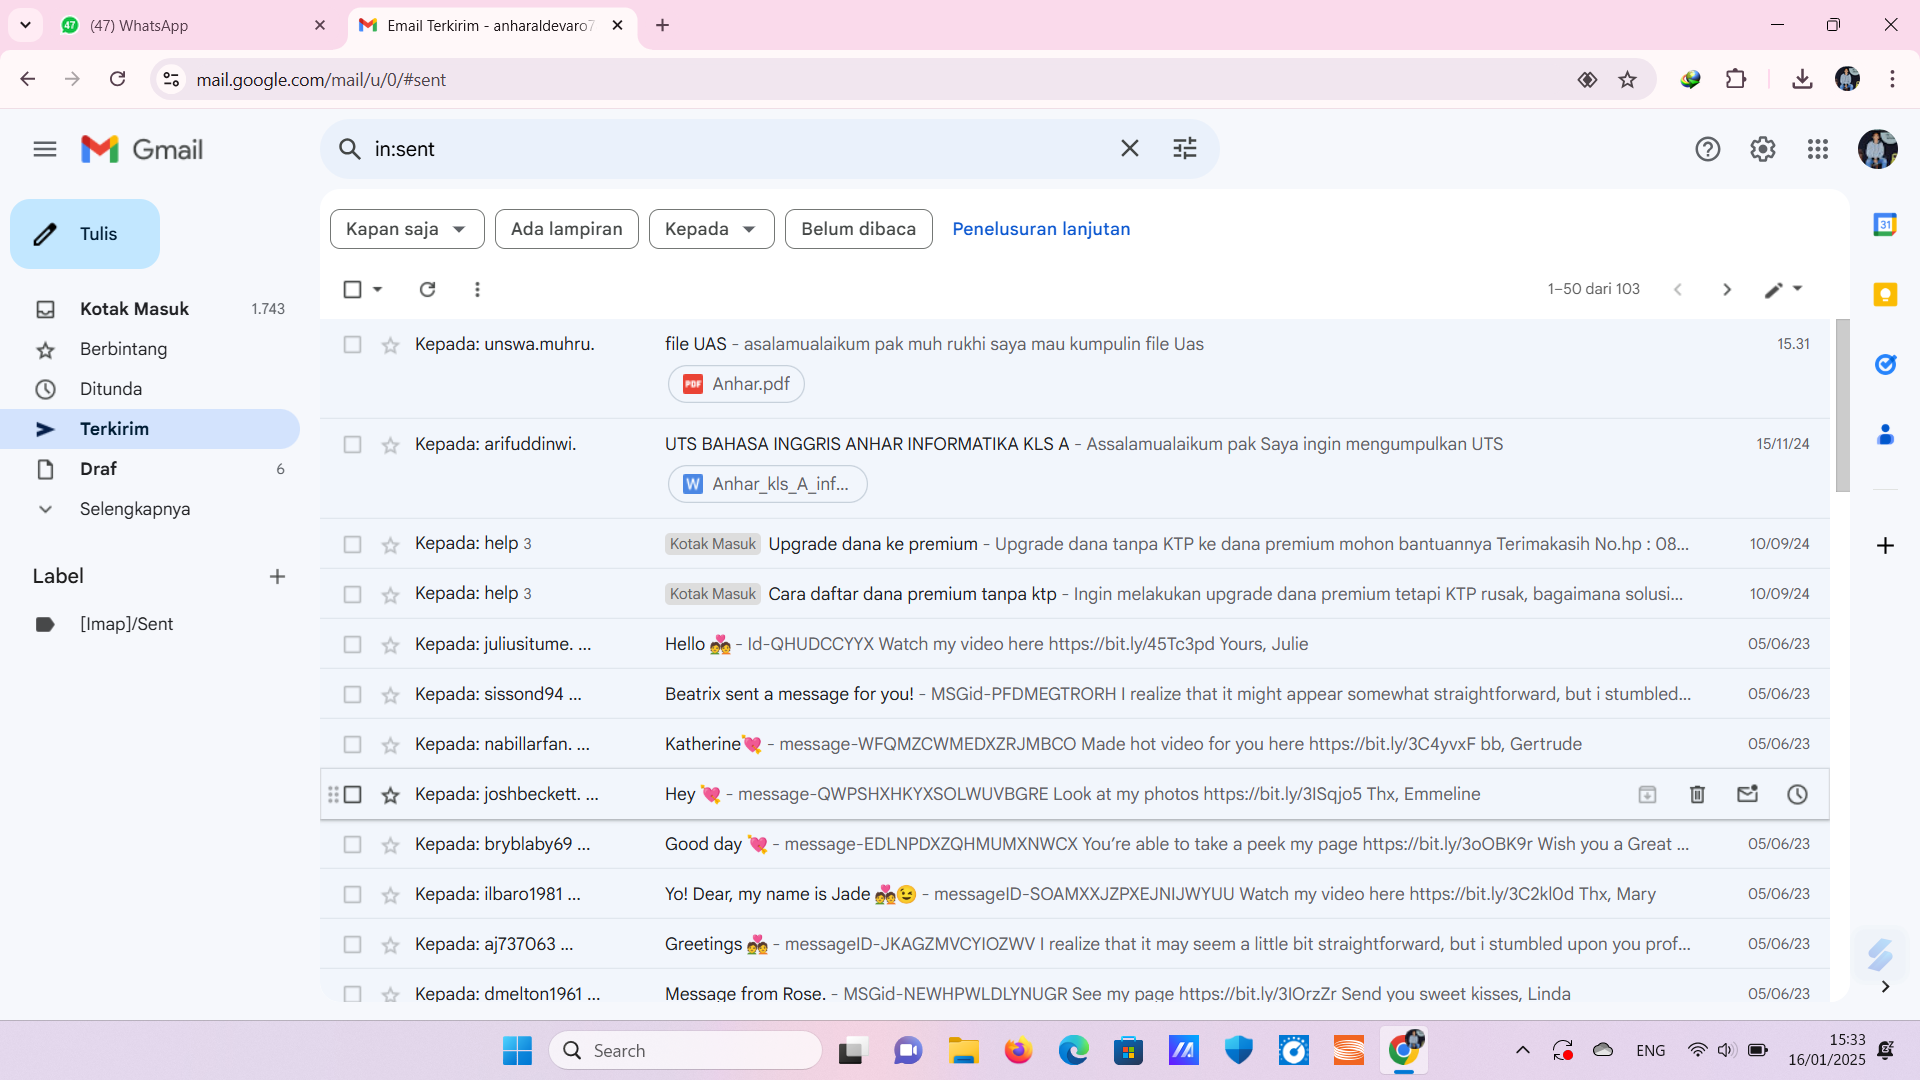 (47) WhatsApp
Email Terkirim - anharaldevaro7
mail.google.com/mail/u/0/#sent
Gmail
in:sent
Tulis
Kapan saja
Ada lampiran
Kepada
Belum dibaca
Penelusuran lanjutan
1–50 dari 103
Kotak Masuk 1.743
Berbintang
Ditunda
Terkirim
Draf 6
Selengkapnya
Label
[Imap]/Sent
Kepada: unswa.muhru. file UAS - asalamualaikum pak muh rukhi saya mau kumpulin file Uas 15.31
PDF Anhar.pdf
Kepada: arifuddinwi. UTS BAHASA INGGRIS ANHAR INFORMATIKA KLS A - Assalamualaikum pak Saya ingin mengumpulkan UTS 15/11/24
W Anhar_kls_A_inf...
Kepada: help 3 Kotak Masuk Upgrade dana ke premium - Upgrade dana tanpa KTP ke dana premium mohon bantuannya Terimakasih No.hp : 08... 10/09/24
Kepada: help 3 Kotak Masuk Cara daftar dana premium tanpa ktp - Ingin melakukan upgrade dana premium tetapi KTP rusak, bagaimana solusi... 10/09/24
Kepada: juliusitume. ... Hello 💑 - Id-QHUDCCYYX Watch my video here https://bit.ly/45Tc3pd Yours, Julie 05/06/23
Kepada: sissond94 ... Beatrix sent a message for you! - MSGid-PFDMEGTRORH I realize that it might appear somewhat straightforward, but i stumbled... 05/06/23
Kepada: nabillarfan. ... Katherine💘 - message-WFQMZCWMEDXZRJMBCO Made hot video for you here https://bit.ly/3C4yvxF bb, Gertrude 05/06/23
Kepada: joshbeckett. ... Hey 💘 - message-QWPSHXHKYXSOLWUVBGRE Look at my photos https://bit.ly/3ISqjo5 Thx, Emmeline
Kepada: bryblaby69 ... Good day 💘 - message-EDLNPDXZQHMUMXNWCX You’re able to take a peek my page https://bit.ly/3oOBK9r Wish you a Great ... 05/06/23
Kepada: ilbaro1981 ... Yo! Dear, my name is Jade 💑😉 - messageID-SOAMXXJZPXEJNIJWYUU Watch my video here https://bit.ly/3C2kl0d Thx, Mary 05/06/23
Kepada: aj737063 ... Greetings 💑 - messageID-JKAGZMVCYIOZWV I realize that it may seem a little bit straightforward, but i stumbled upon you prof... 05/06/23
Kepada: dmelton1961 ... Message from Rose. - MSGid-NEWHPWLDLYNUGR See my page https://bit.ly/3IOrzZr Send you sweet kisses, Linda 05/06/23
31
Search
ENG
15:33
16/01/2025